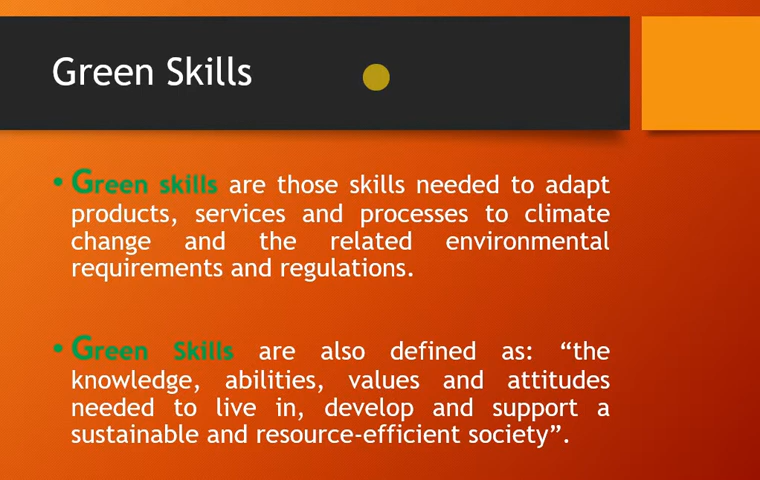 Green Skills
• Green skills are those skills needed to adapt
products, services and processes to climate
change and the related environmental
requirements and regulations.
• Green Skills are also defined as: “the
knowledge, abilities, values and attitudes
needed to live in, develop and support a
sustainable and resource-efficient society”.